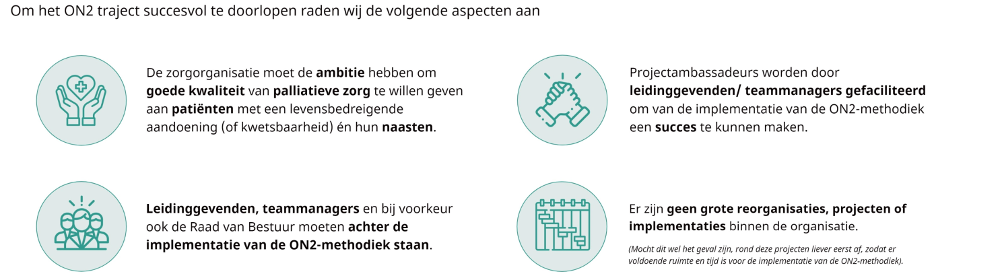 Om het ON2 traject succesvol te doorlopen raden wij de volgende aspecten aan
De zorgorganisatie moet de ambitie hebben om
goede kwaliteit van palliatieve zorg te willen geven
aan patiënten met een levensbedreigende
aandoening (of kwetsbaarheid) én hun naasten.
Projectambassadeurs worden door
leidinggevenden/ teammanagers gefaciliteerd
om van de implementatie van de ON2-methodiek
een succes te kunnen maken.
Leidinggevenden, teammanagers en bij voorkeur
ook de Raad van Bestuur moeten achter de
implementatie van de ON2-methodiek staan.
Er zijn geen grote reorganisaties, projecten of
implementaties binnen de organisatie.
(Mocht dit wel het geval zijn, rond deze projecten liever eerst af, zodat er
voldoende ruimte en tijd is voor de implementatie van de ON2-methodiek).